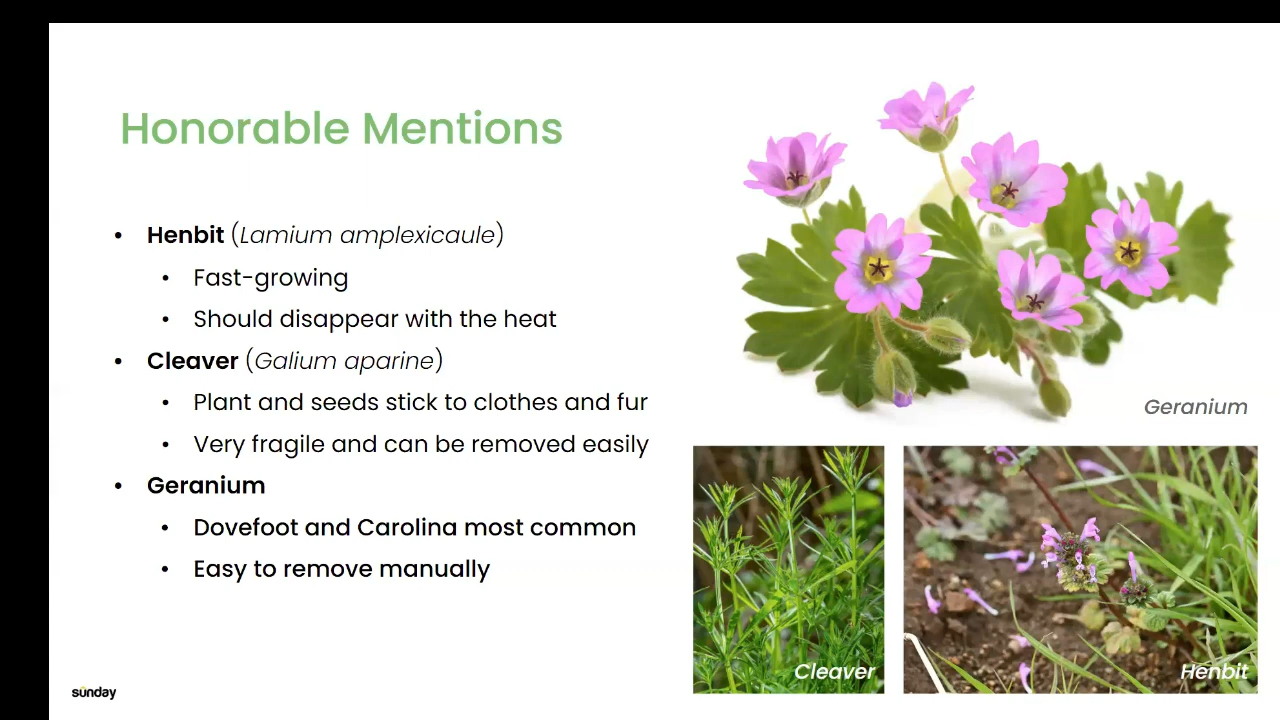 Honorable Mentions
• Henbit (Lamium amplexicaule)
• Fast-growing
• Should disappear with the heat
• Cleaver (Galium aparine)
• Plant and seeds stick to clothes and fur
• Very fragile and can be removed easily
• Geranium
• Dovefoot and Carolina most common
• Easy to remove manually
Geranium
Cleaver
Henbit
sunday